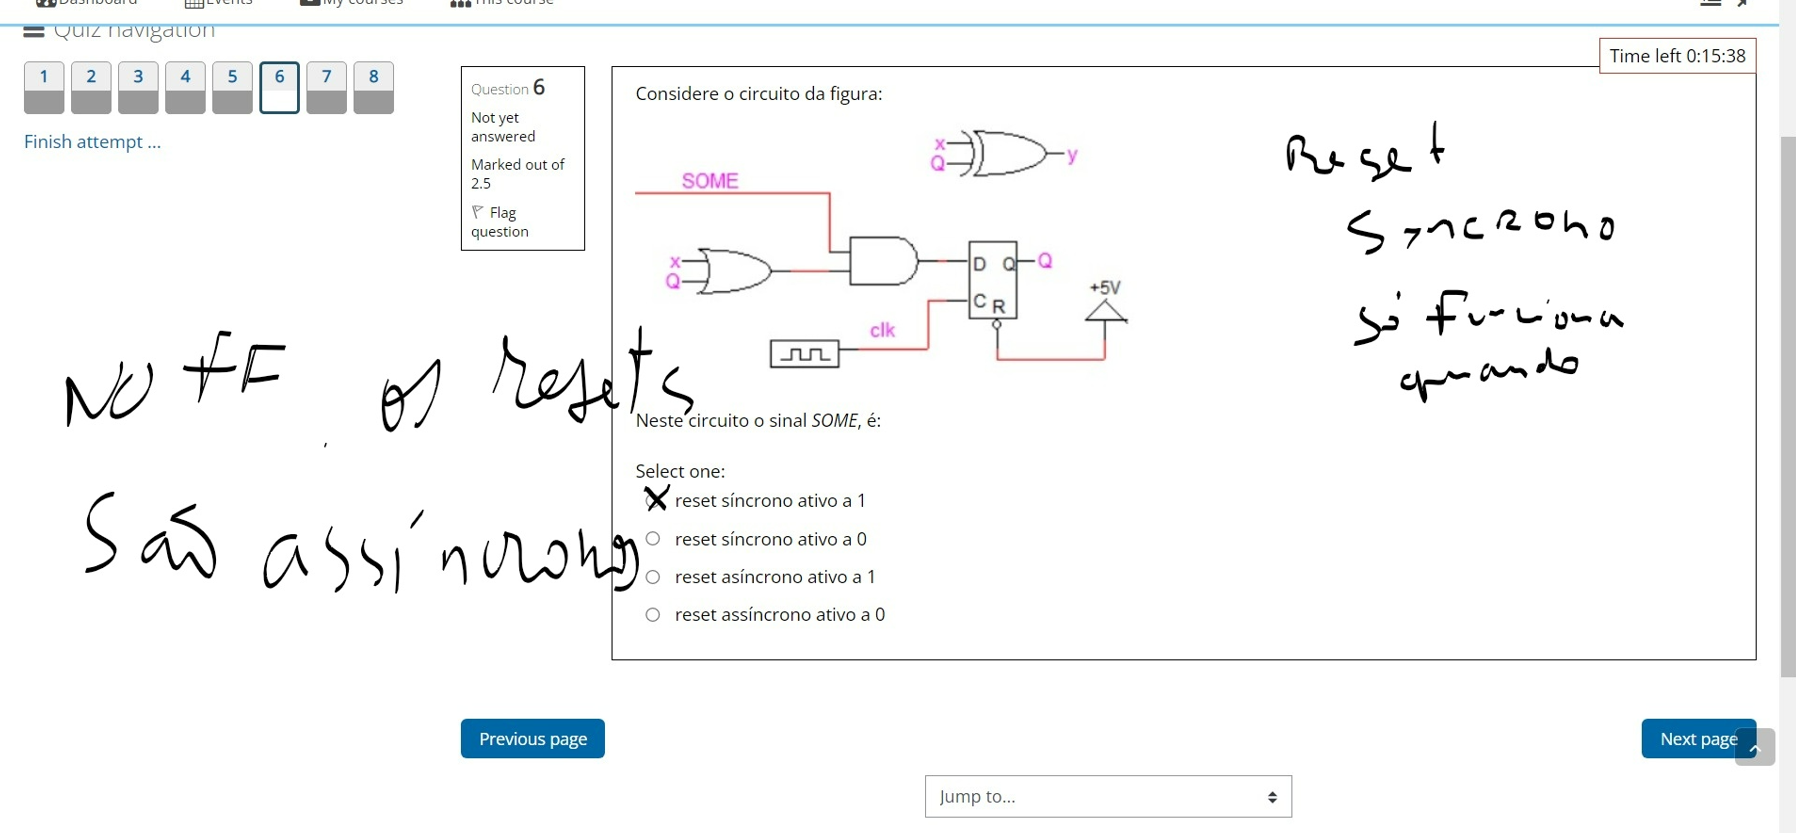 Dashboard
Events
My courses
This course
Quiz navigation
1 2 3 4 5 6 7 8
Finish attempt ...
Time left 0:15:38
Question 6
Not yet
answered
Marked out of
2.5
Flag
question
Considere o circuito da figura:
x
Q
y
SOME
x
Q
D Q
Q
C R
+5V
clk
Neste circuito o sinal SOME, é:
Select one:
reset síncrono ativo a 1
reset síncrono ativo a 0
reset asíncrono ativo a 1
reset assíncrono ativo a 0
Reset
Síncrono
só funciona
quando
NO FF os resets
São assíncronos
Previous page
Next page
Jump to...